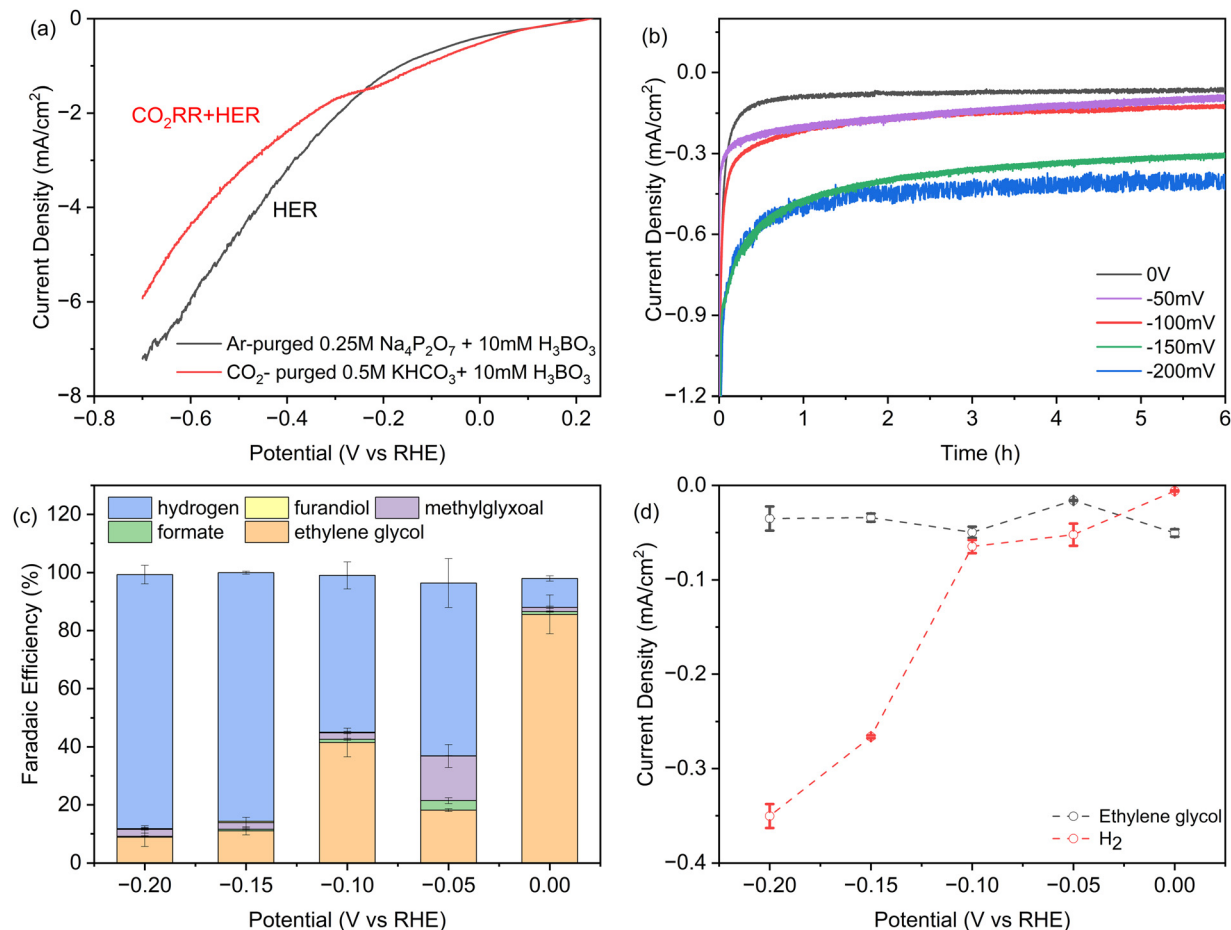 (a)
CO₂RR+HER
HER
Ar-purged 0.25M Na₄P₂O₇ + 10mM H₃BO₃
CO₂- purged 0.5M KHCO₃+ 10mM H₃BO₃
0
−2
−4
−6
−8
Current Density (mA/cm²)
−0.8 −0.6 −0.4 −0.2 0.0 0.2
Potential (V vs RHE)
(b)
0.0
−0.3
−0.6
−0.9
−1.2
Current Density (mA/cm²)
0V
-50mV
-100mV
-150mV
-200mV
0 1 2 3 4 5 6
Time (h)
(c)
hydrogen furandiol methylglyxoal
formate ethylene glycol
120
100
80
60
40
20
0
Faradaic Efficiency (%)
−0.20 −0.15 −0.10 −0.05 0.00
Potential (V vs RHE)
(d)
0.0
−0.1
−0.2
−0.3
−0.4
Current Density (mA/cm²)
Ethylene glycol
H₂
−0.20 −0.15 −0.10 −0.05 0.00
Potential (V vs RHE)